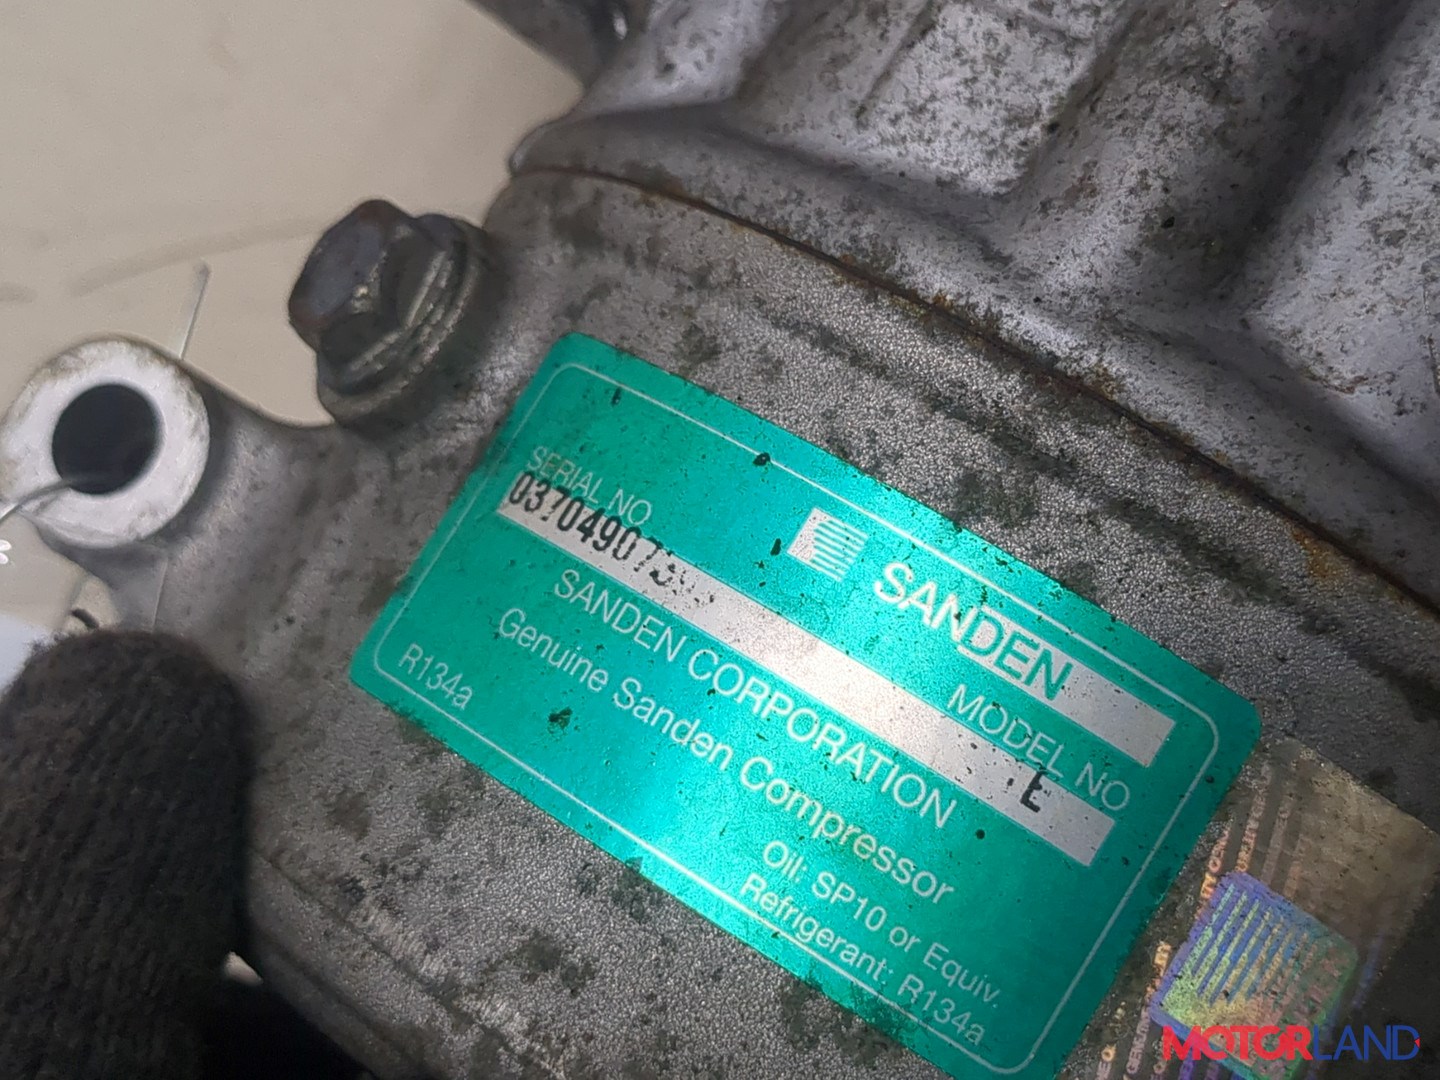 SANDEN
SERIAL NO
MODEL NO
E
SANDEN CORPORATION
Genuine Sanden Compressor
Oil: SP10 or Equiv.
R134a
Refrigerant: R134a
MOTORLAND